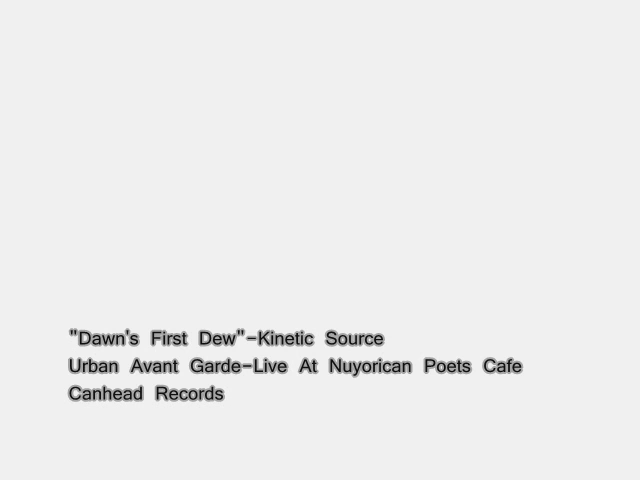 "Dawn's First Dew"-Kinetic Source
Urban Avant Garde-Live At Nuyorican Poets Cafe
Canhead Records